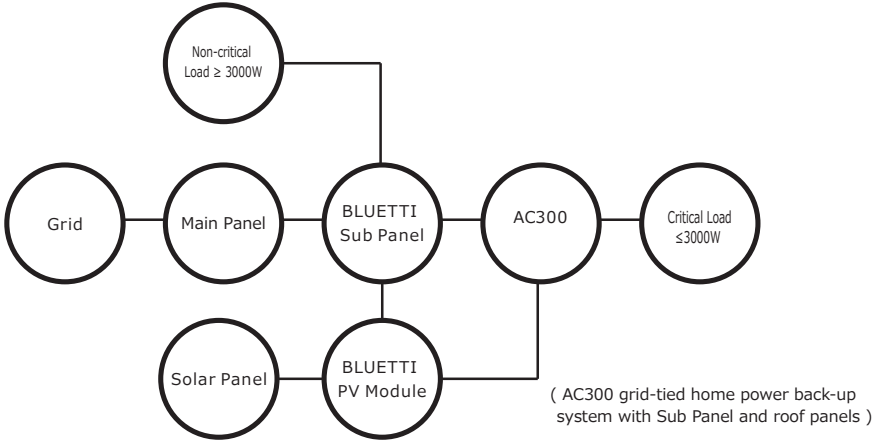 Non-critical
Load ≥ 3000W
Grid
Main Panel
BLUETTI
Sub Panel
AC300
Critical Load
≤3000W
Solar Panel
BLUETTI
PV Module
( AC300 grid-tied home power back-up
system with Sub Panel and roof panels )